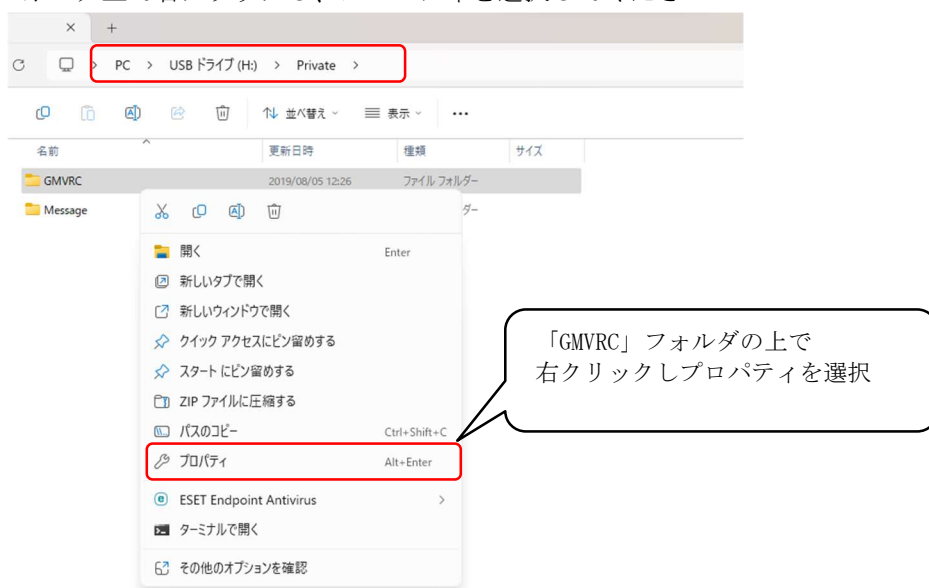 PC > USB ドライブ (H:) > Private >
並べ替え 表示 ...
名前 更新日時 種類 サイズ
GMVRC 2019/08/05 12:26 ファイル フォルダー
Message ダー
開く Enter
新しいタブで開く
新しいウィンドウで開く
クイック アクセスにピン留めする
スタート にピン留めする
ZIP ファイルに圧縮する
パスのコピー Ctrl+Shift+C
プロパティ Alt+Enter
ESET Endpoint Antivirus >
ターミナルで開く
その他のオプションを確認
「GMVRC」フォルダの上で
右クリックしプロパティを選択